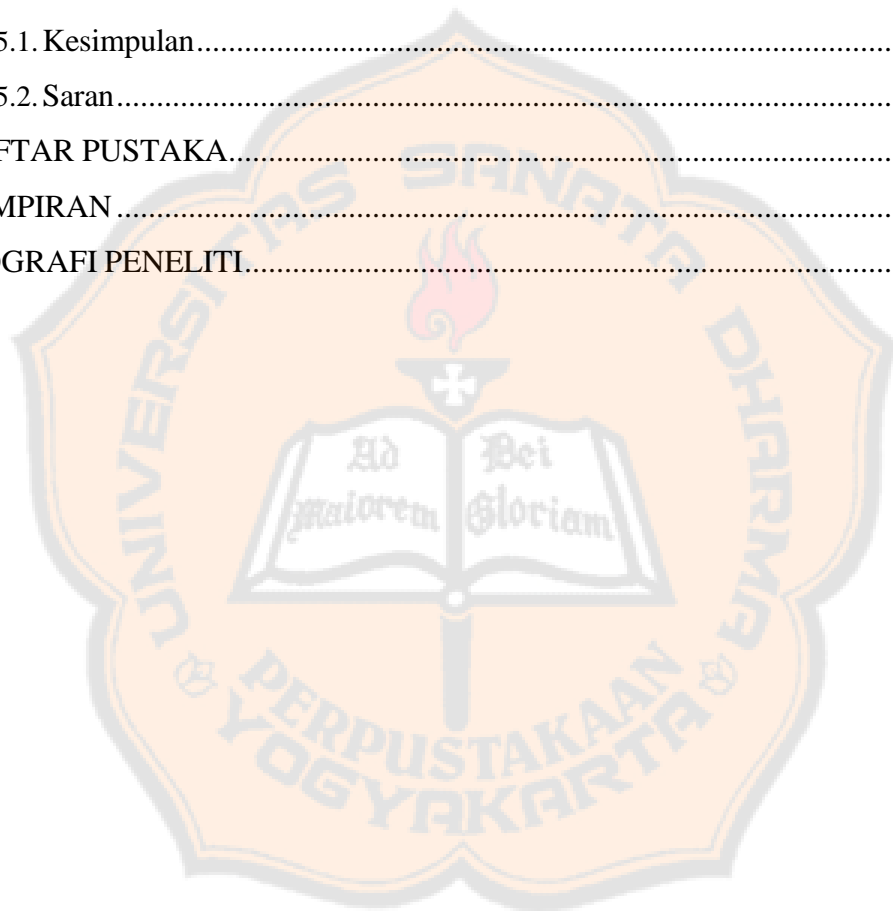 5.1. Kesimpulan..........................................................................................
5.2. Saran....................................................................................................
FTAR PUSTAKA......................................................................................
MPIRAN ....................................................................................................
OGRAFI PENELITI...................................................................................
UNIVERSITAS SANATA DHARMA
Ad
maiorem
Dei
Gloriam
PERPUSTAKAAN
YOGYAKARTA